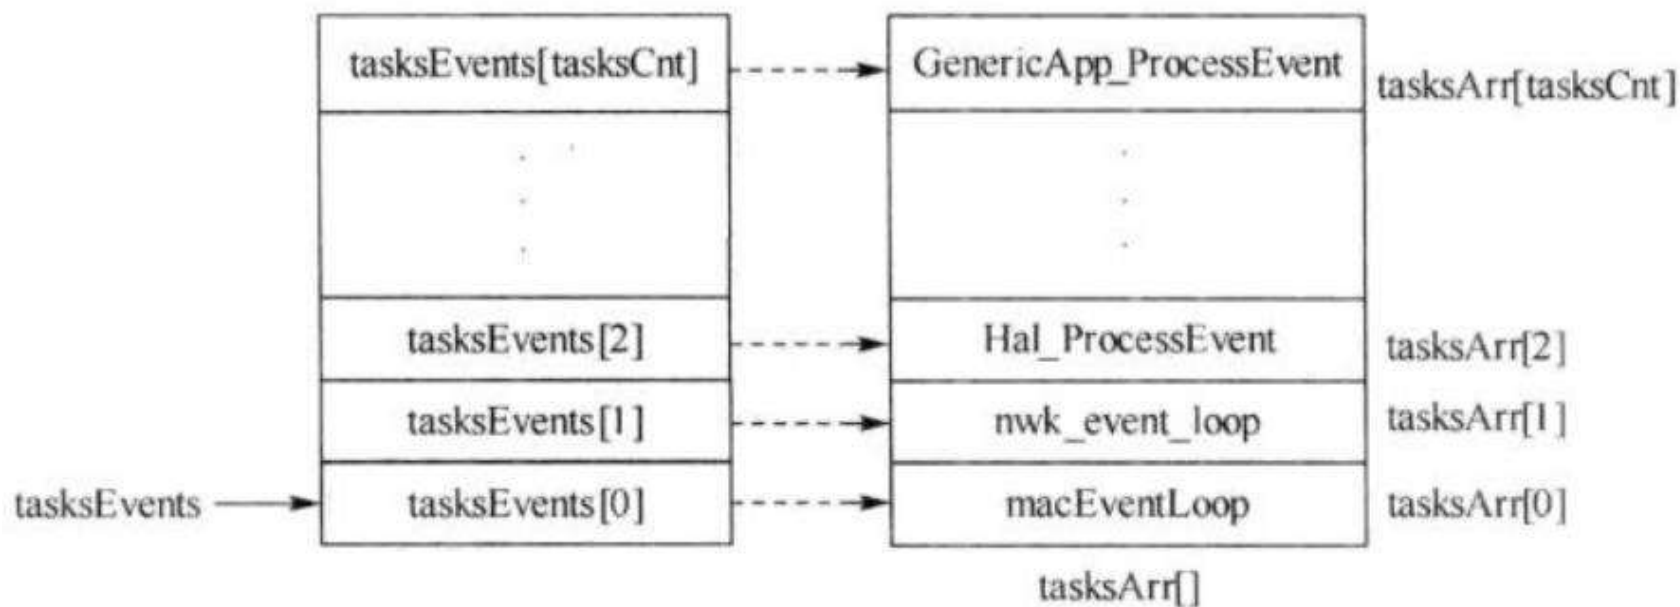 tasksEvents[tasksCnt] GenericApp_ProcessEvent tasksArr[tasksCnt]
tasksEvents[2] Hal_ProcessEvent tasksArr[2]
tasksEvents[1] nwk_event_loop tasksArr[1]
tasksEvents tasksEvents[0] macEventLoop tasksArr[0]
tasksArr[]